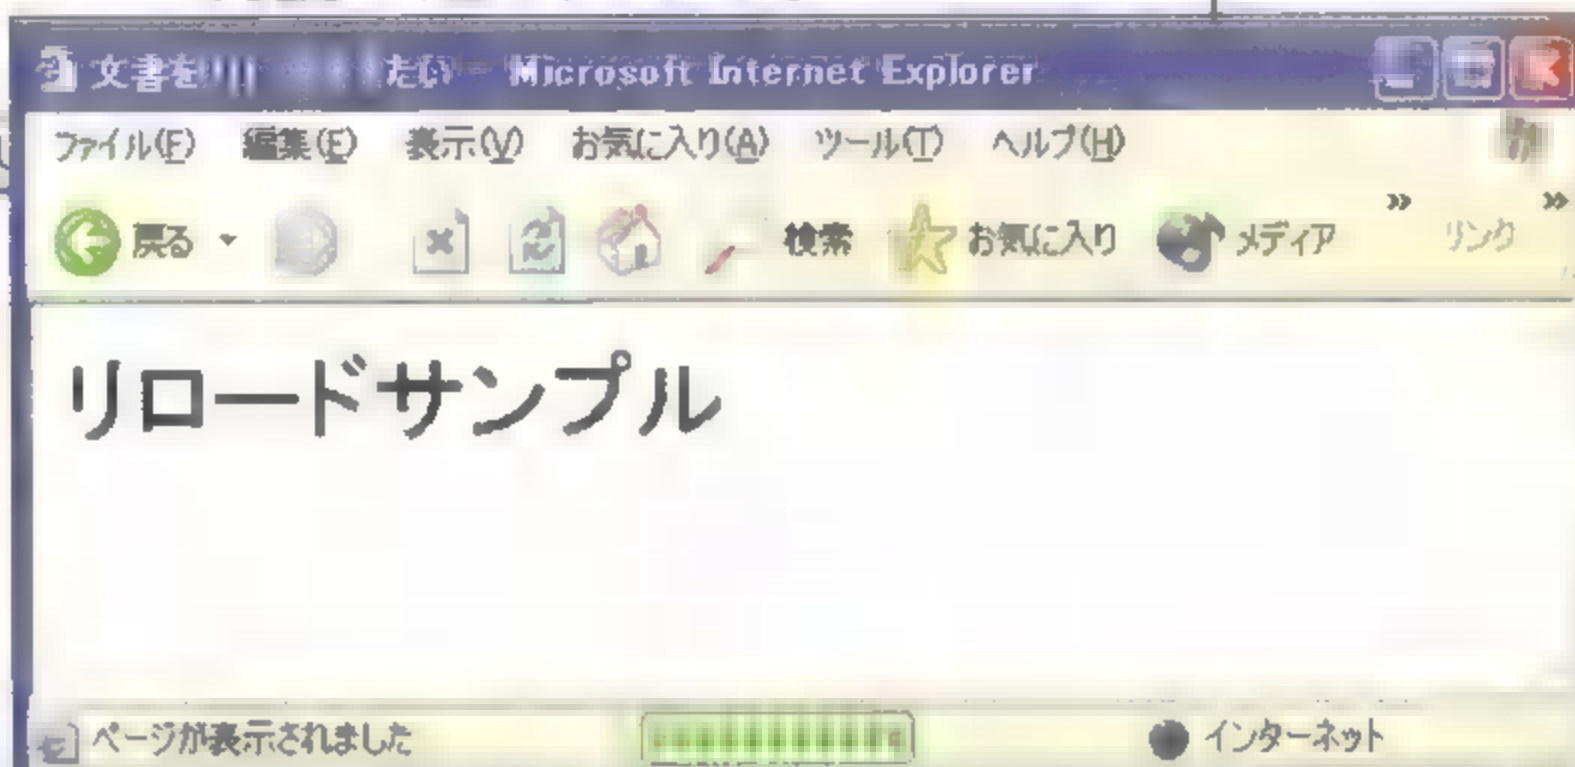 文書を たい - Microsoft Internet Explorer
ファイル(F) 編集(E) 表示(V) お気に入り(A) ツール(T) ヘルプ(H)
戻る 検索 お気に入り メディア » リンク »
リロードサンプル
ページが表示されました インターネット